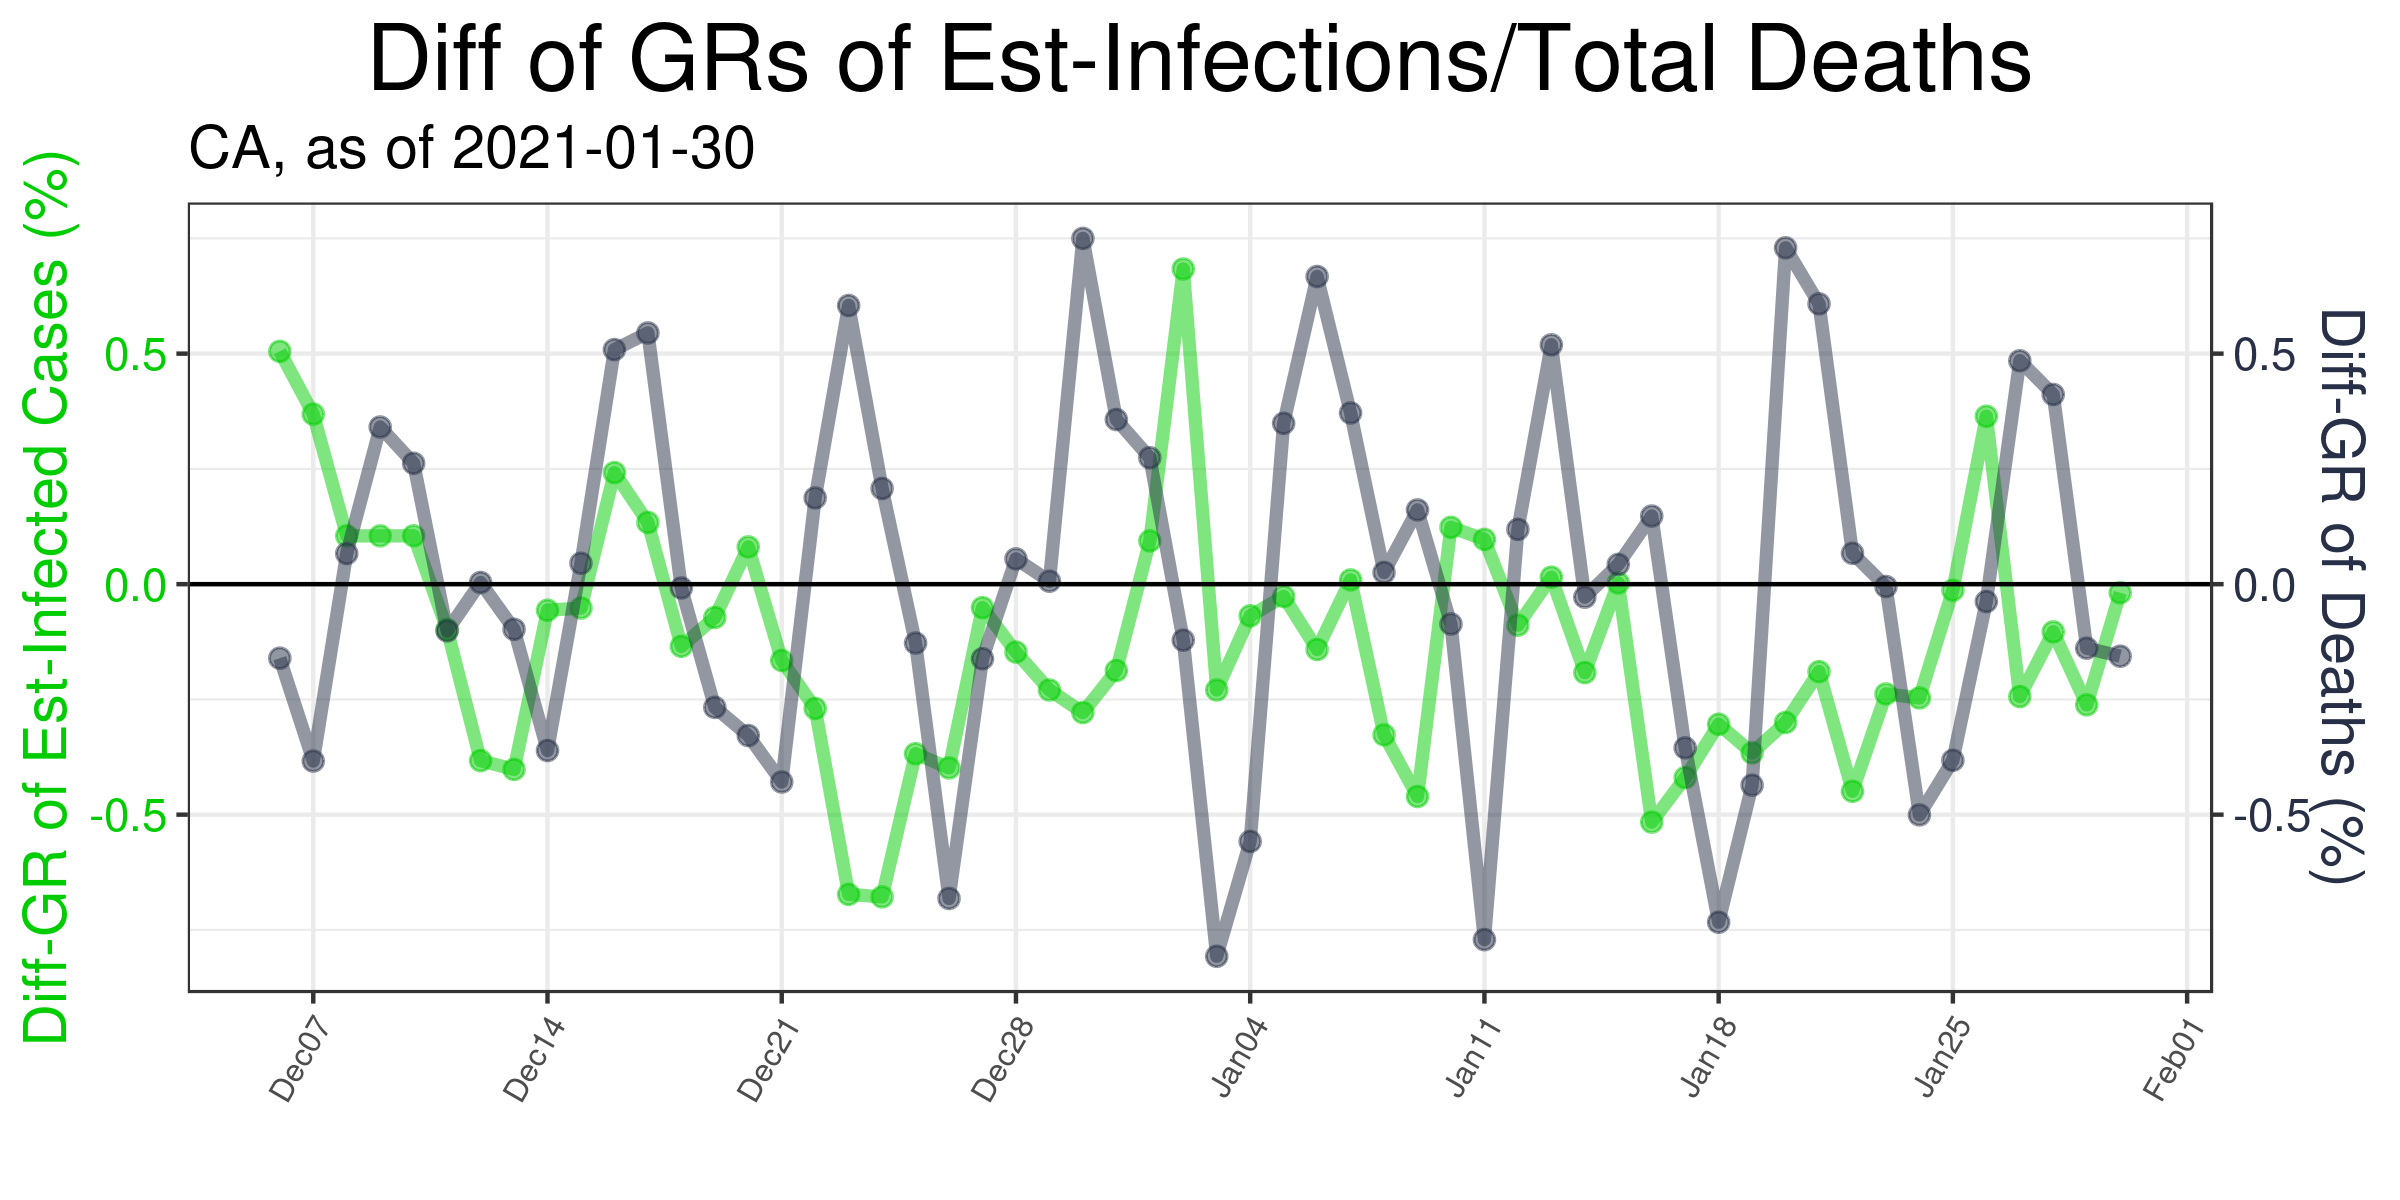 Diff of GRs of Est-Infections/Total Deaths
CA, as of 2021-01-30
Diff-GR of Est-Infected Cases (%)
0.5
0.0
-0.5
0.5
0.0
-0.5
Diff-GR of Deaths (%)
Dec07
Dec14
Dec21
Dec28
Jan04
Jan11
Jan18
Jan25
Feb01